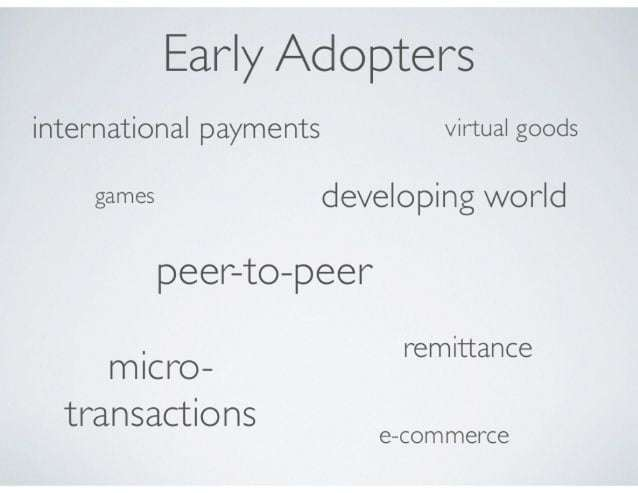 Early Adopters
international payments
virtual goods
games
developing world
peer-to-peer
remittance
micro-
transactions
e-commerce